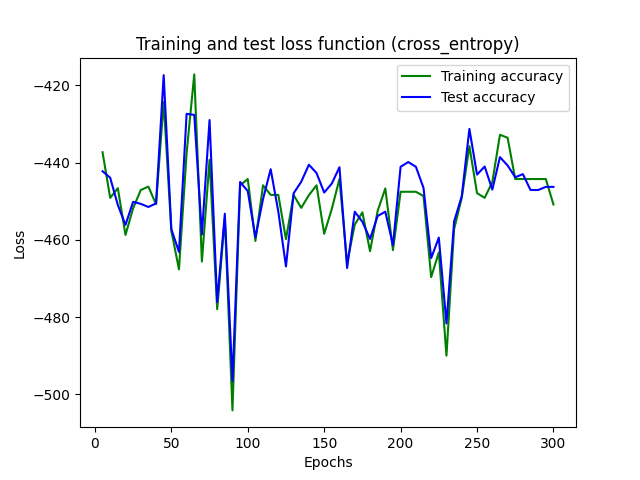 Training and test loss function (cross_entropy)
Training accuracy
Test accuracy
Loss
−420
−440
−460
−480
−500
0 50 100 150 200 250 300
Epochs